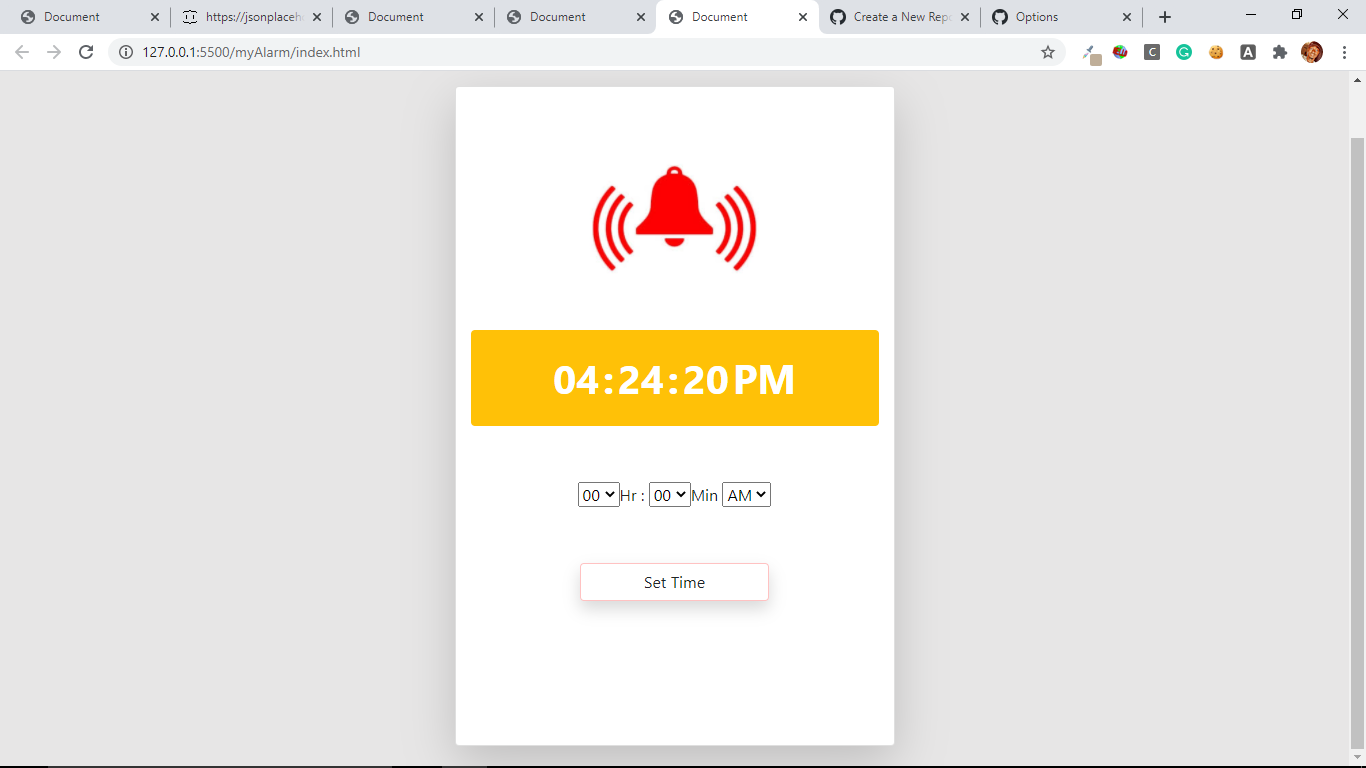 Document
https://jsonplaceh
Document
Document
Document
Create a New Repo
Options
127.0.0.1:5500/myAlarm/index.html
04:24:20PM
00 Hr : 00 Min AM
Set Time